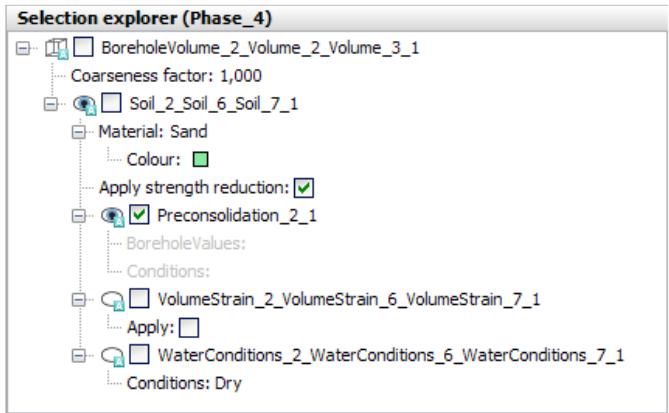 Selection explorer (Phase_4)
BoreholeVolume_2_Volume_2_Volume_3_1
Coarseness factor: 1,000
Soil_2_Soil_6_Soil_7_1
Material: Sand
Colour:
Apply strength reduction:
Preconsolidation_2_1
BoreholeValues:
Conditions:
VolumeStrain_2_VolumeStrain_6_VolumeStrain_7_1
Apply:
WaterConditions_2_WaterConditions_6_WaterConditions_7_1
Conditions: Dry